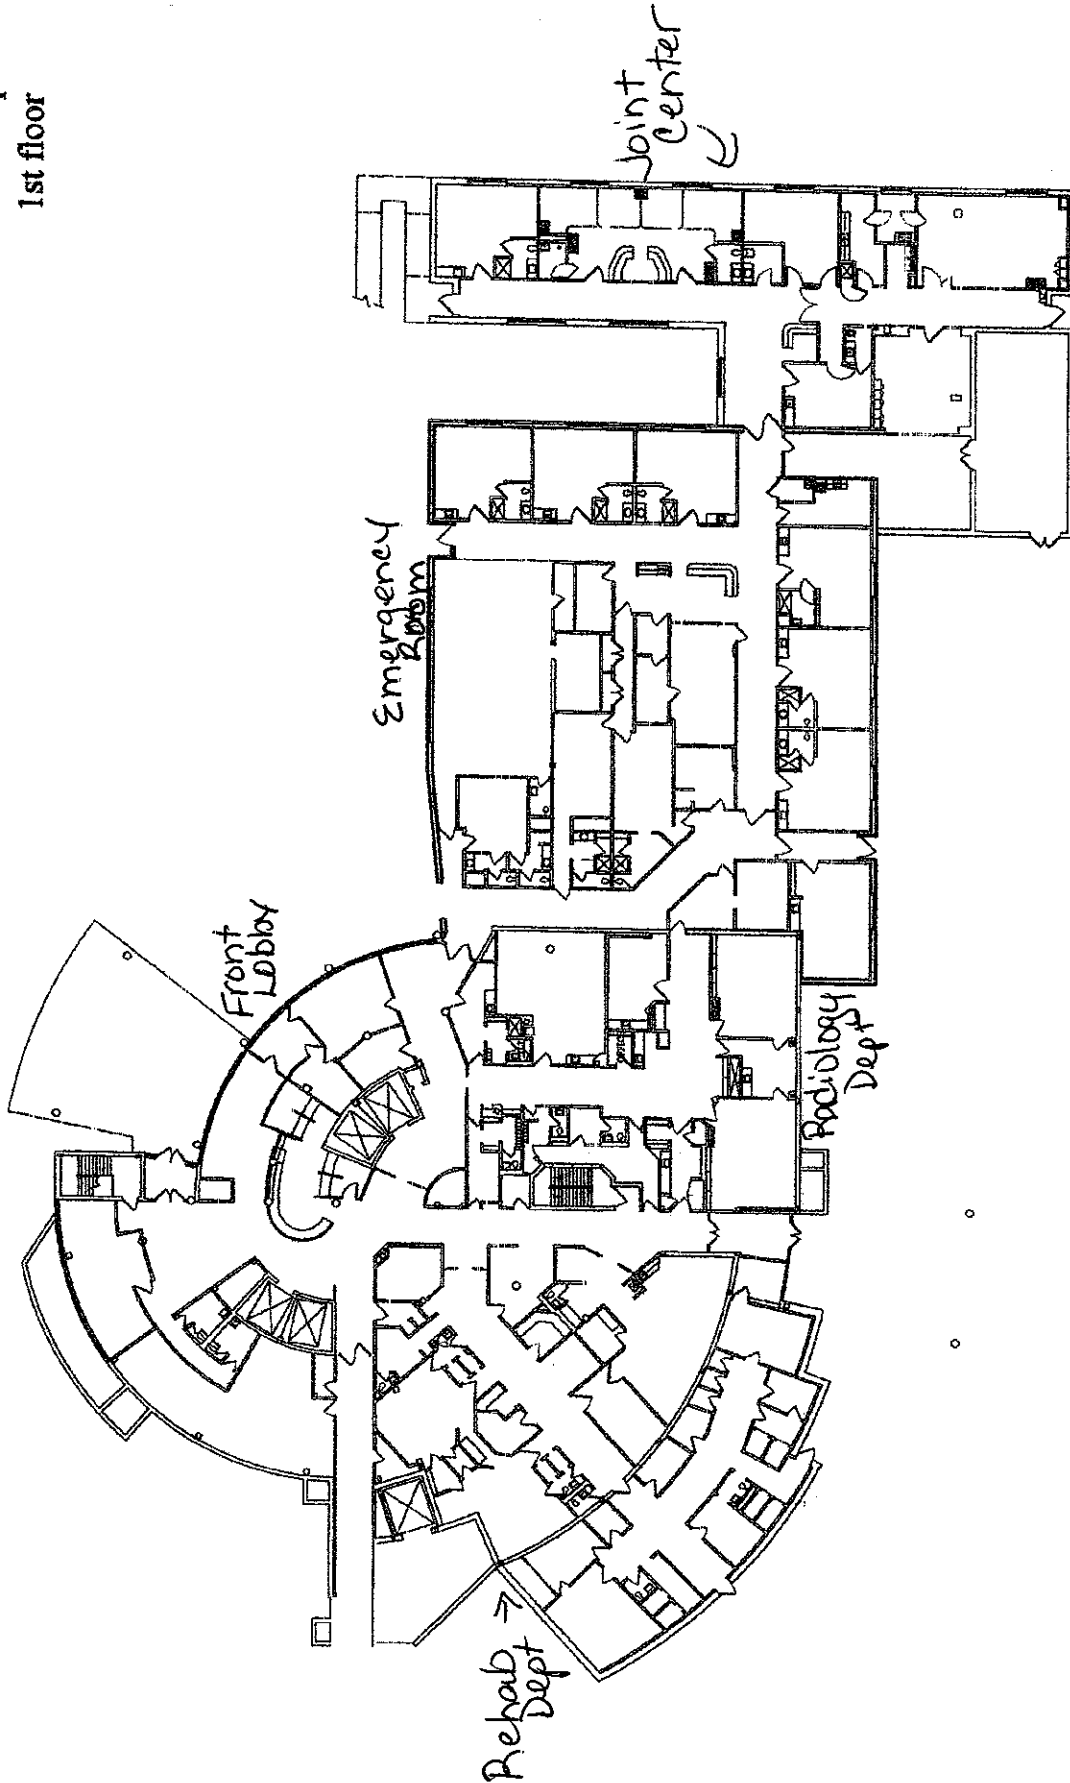 1st floor
Joint
Center
Emergency
Room
Front
Lobby
Radiology
Dept
Rehab
Dept